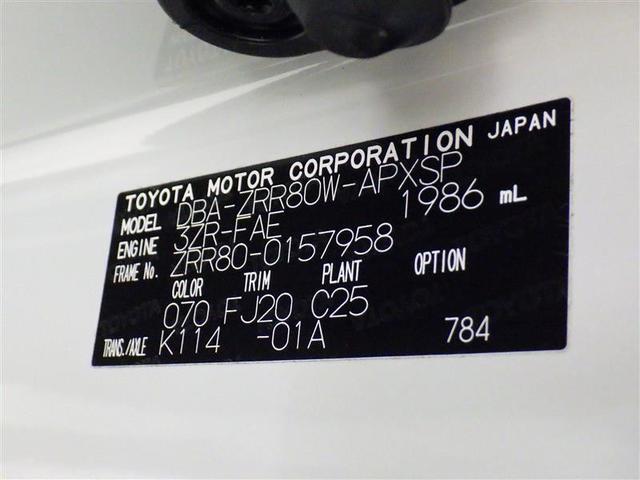 TOYOTA MOTOR CORPORATION JAPAN
MODEL DBA-ZRR80W-APXSP
ENGINE 3ZR-FAE 1986 mL
FRAME No. ZRR80-0157958
COLOR TRIM PLANT OPTION
070 FJ20 C25
TRANS./AXLE K114 -01A 784